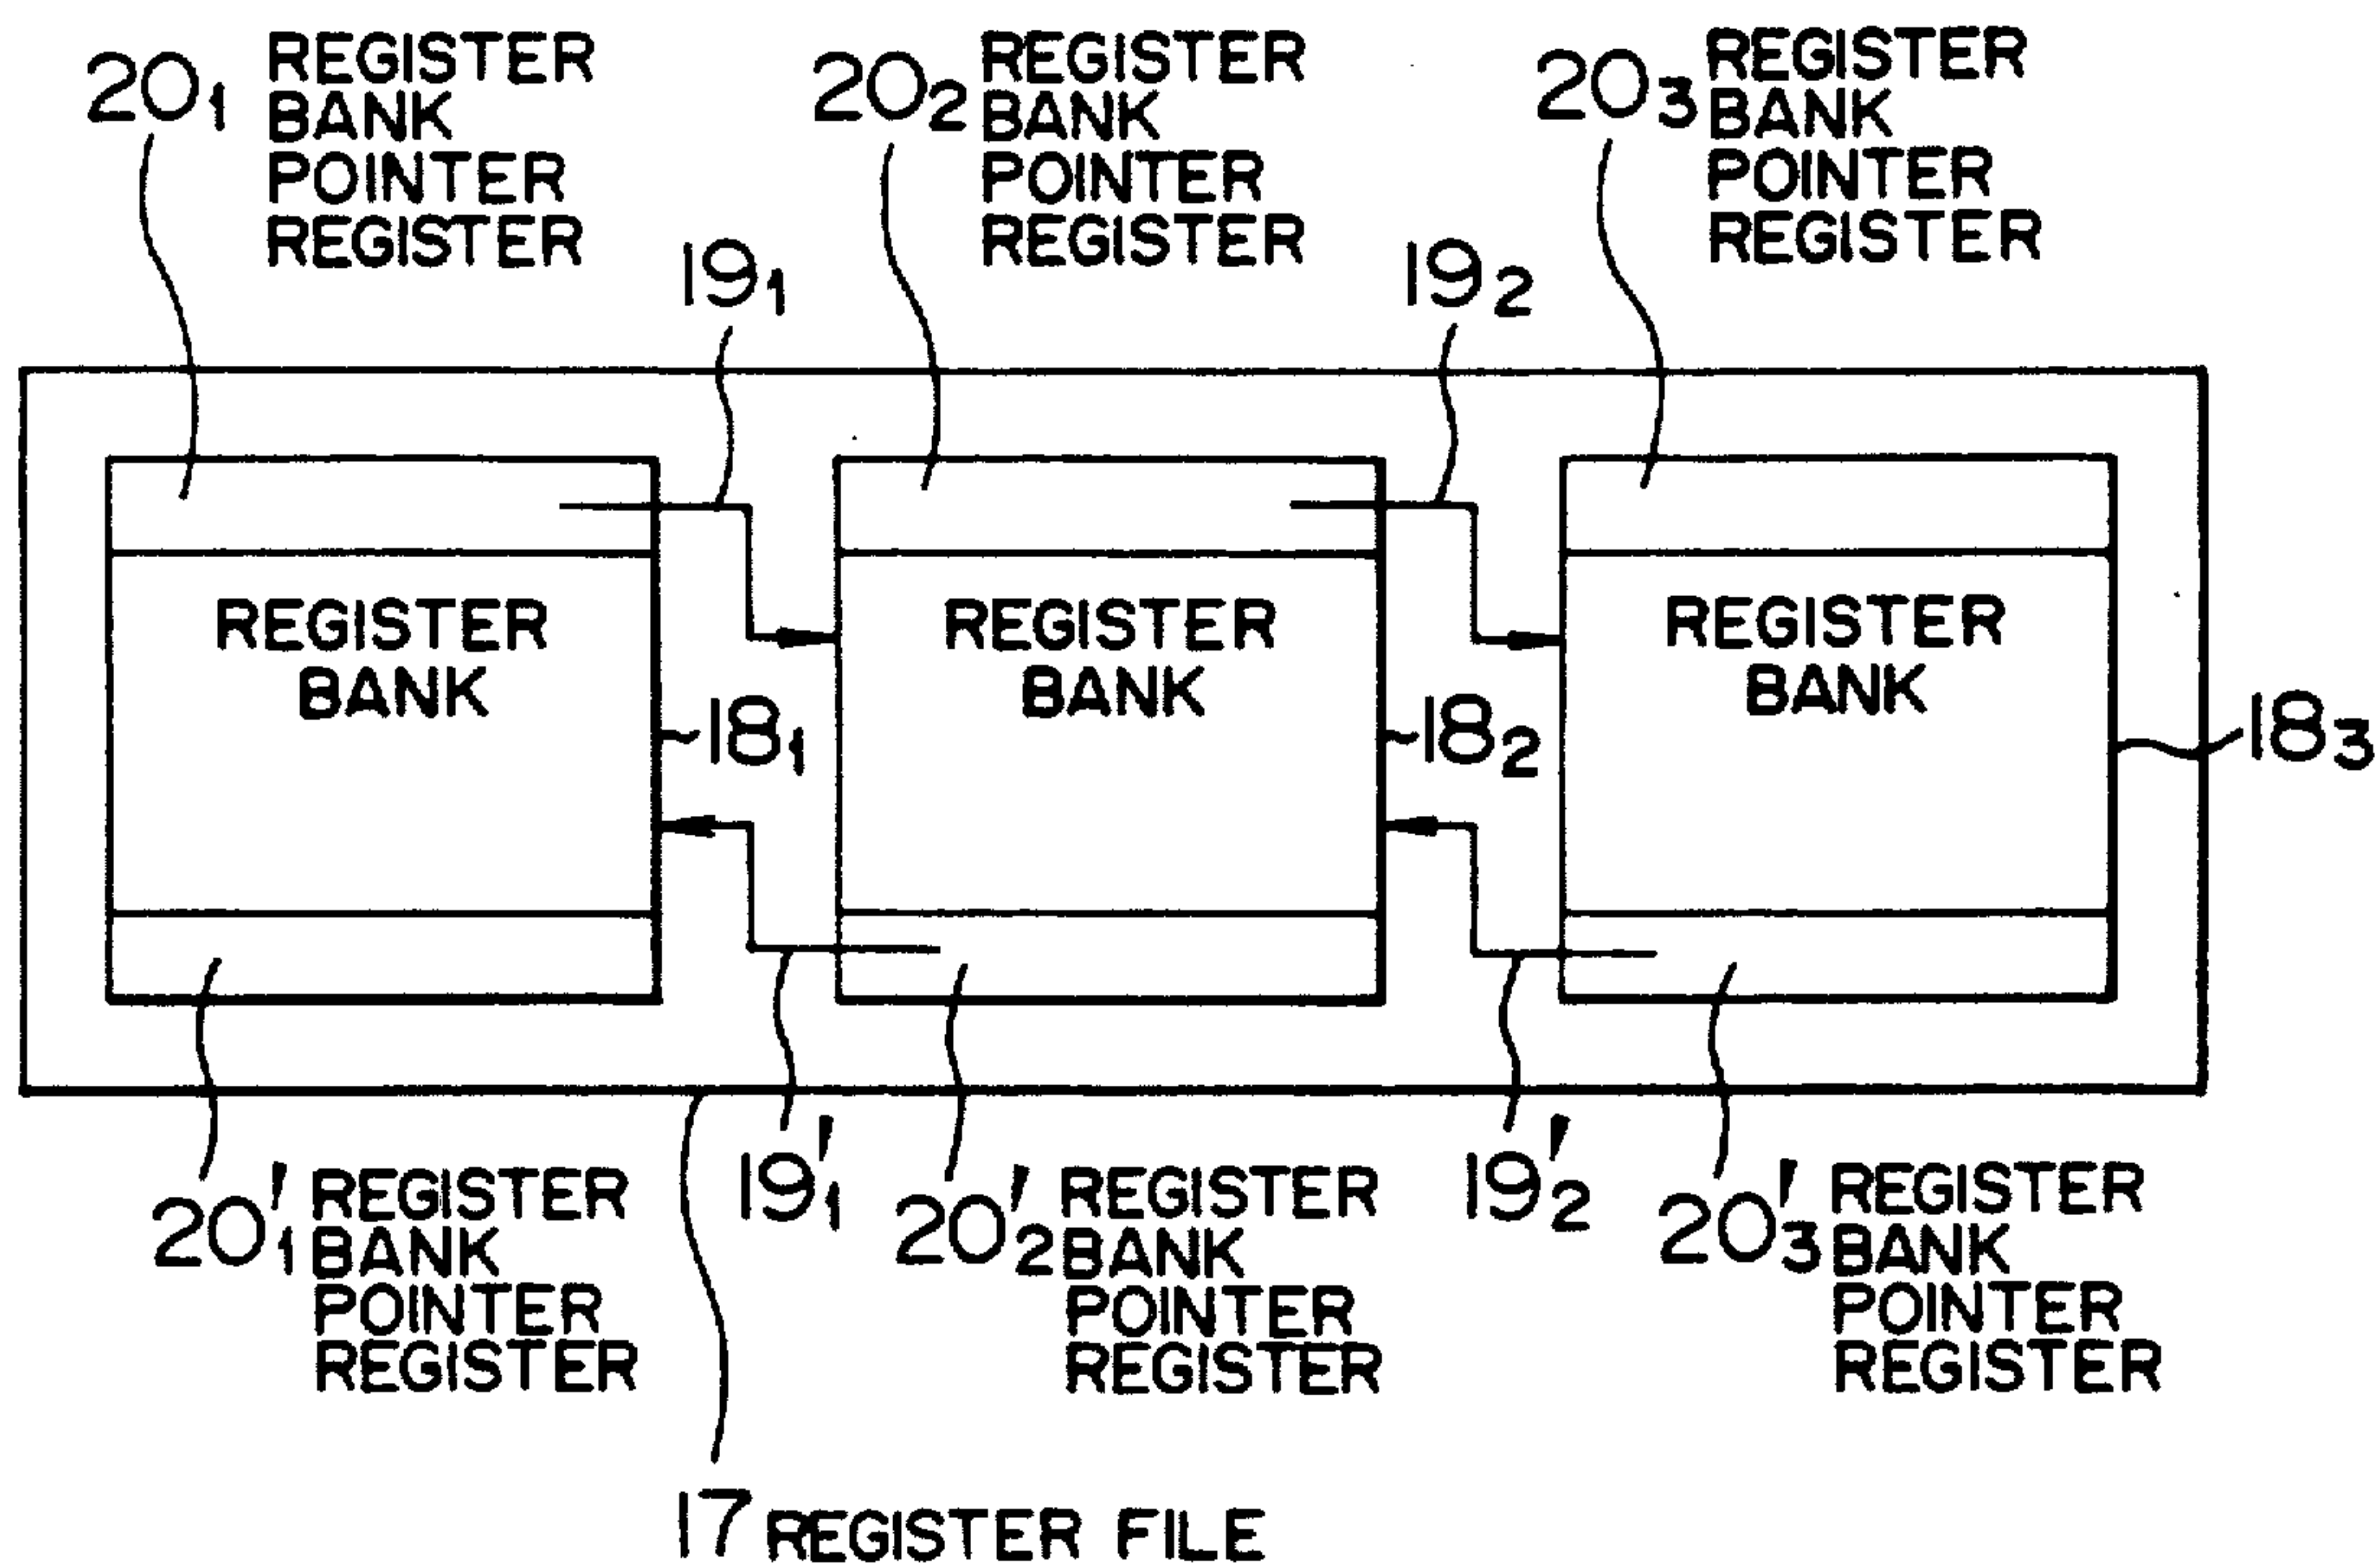 20₁ REGISTER
BANK
POINTER
REGISTER
20₂ REGISTER
BANK
POINTER
REGISTER
20₃ REGISTER
BANK
POINTER
REGISTER
19₁
19₂
REGISTER
BANK
REGISTER
BANK
REGISTER
BANK
18₁
18₂
18₃
20'₁ REGISTER
BANK
POINTER
REGISTER
19'₁
20'₂ REGISTER
BANK
POINTER
REGISTER
19'₂
20'₃ REGISTER
BANK
POINTER
REGISTER
17 REGISTER FILE